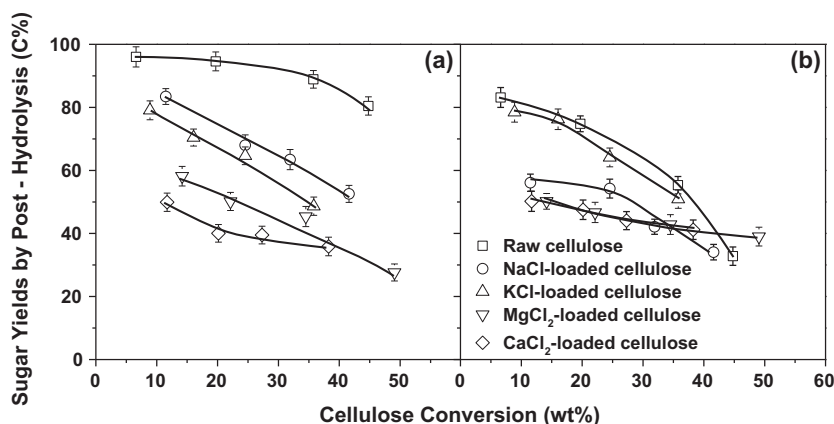 Sugar Yields by Post - Hydrolysis (C%)
100
80
60
40
20
0
(a)
(b)
Raw cellulose
NaCl-loaded cellulose
KCl-loaded cellulose
MgCl₂-loaded cellulose
CaCl₂-loaded cellulose
0 10 20 30 40 50 0 10 20 30 40 50 60
Cellulose Conversion (wt%)